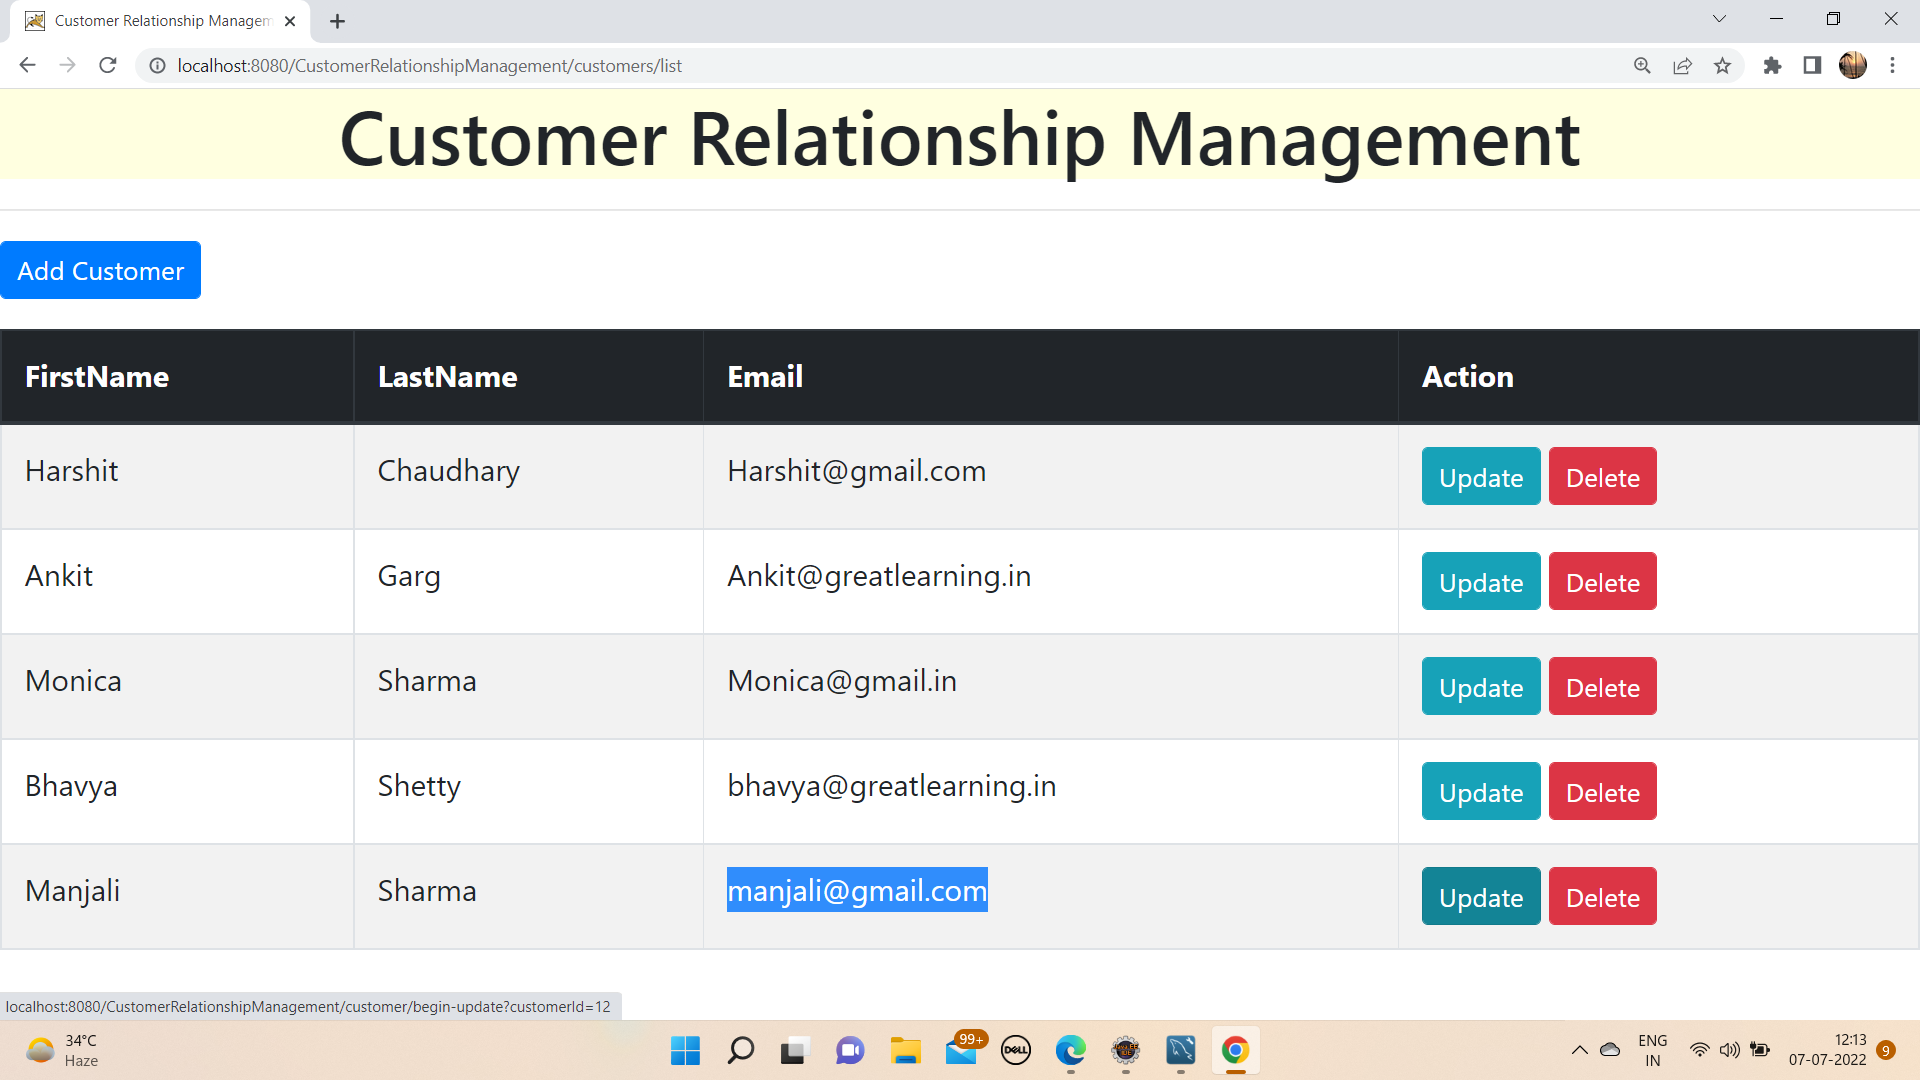 Customer Relationship Managem
localhost:8080/CustomerRelationshipManagement/customers/list
Customer Relationship Management
Add Customer
FirstName LastName Email Action
Harshit Chaudhary Harshit@gmail.com Update Delete
Ankit Garg Ankit@greatlearning.in Update Delete
Monica Sharma Monica@gmail.in Update Delete
Bhavya Shetty bhavya@greatlearning.in Update Delete
Manjali Sharma manjali@gmail.com Update Delete
localhost:8080/CustomerRelationshipManagement/customer/begin-update?customerId=12
34°C
Haze
99+
DELL
ENG
IN
12:13
07-07-2022
9